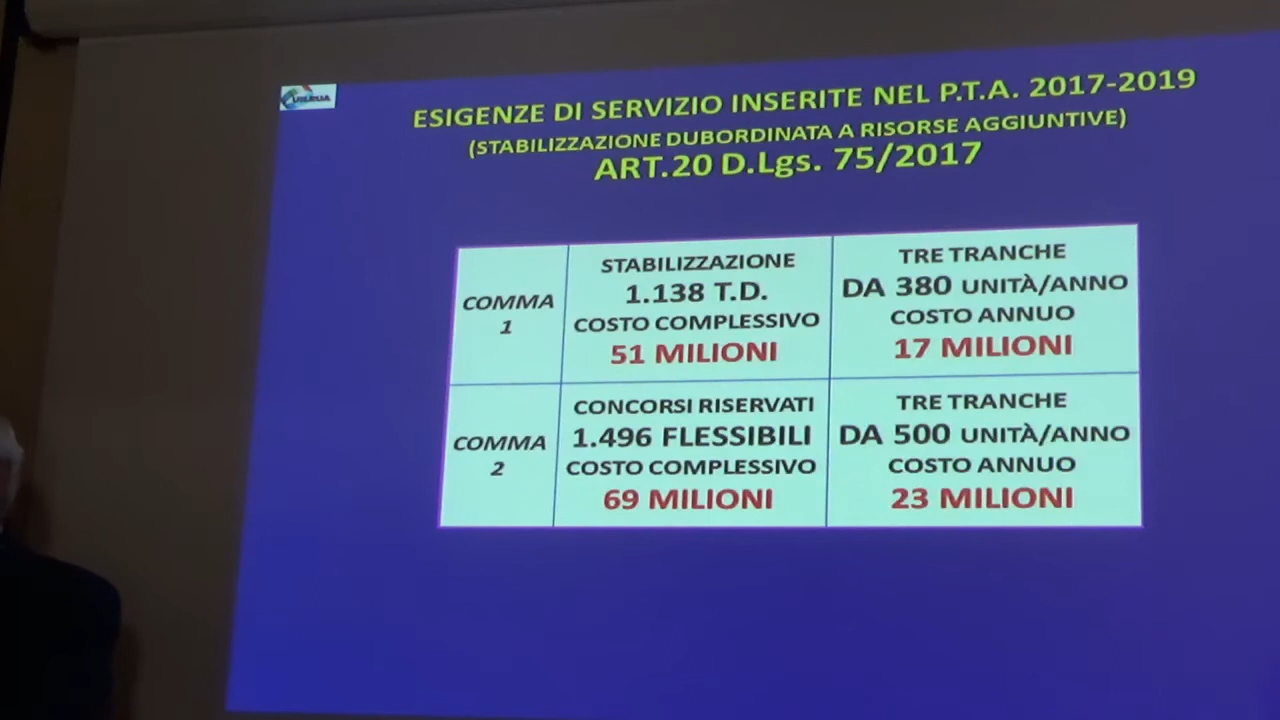 UILRUA
ESIGENZE DI SERVIZIO INSERITE NEL P.T.A. 2017-2019
(STABILIZZAZIONE DUBORDINATA A RISORSE AGGIUNTIVE)
ART.20 D.Lgs. 75/2017
COMMA
1
STABILIZZAZIONE
1.138 T.D.
COSTO COMPLESSIVO
51 MILIONI
TRE TRANCHE
DA 380 UNITÀ/ANNO
COSTO ANNUO
17 MILIONI
COMMA
2
CONCORSI RISERVATI
1.496 FLESSIBILI
COSTO COMPLESSIVO
69 MILIONI
TRE TRANCHE
DA 500 UNITÀ/ANNO
COSTO ANNUO
23 MILIONI